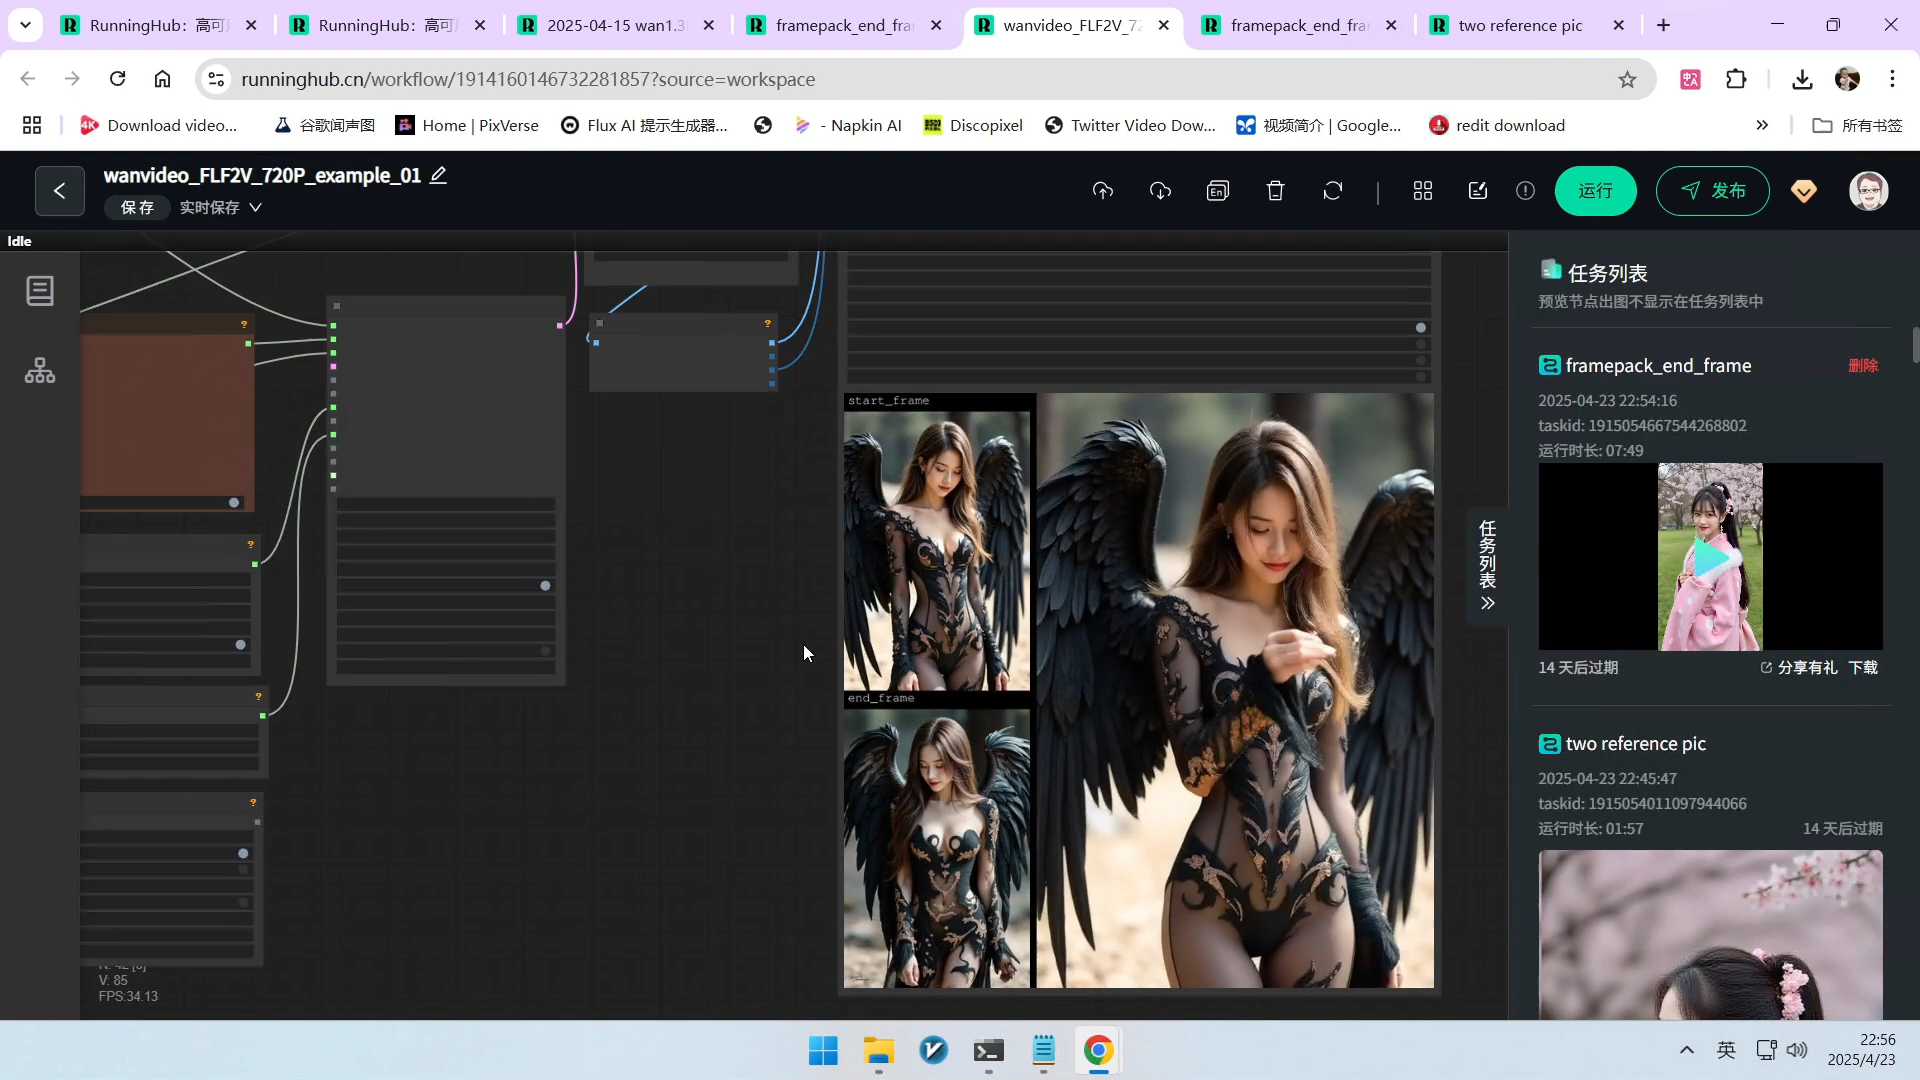 RunningHub：高可
RunningHub：高可
2025-04-15 wan1.3
framepack_end_fra
wanvideo_FLF2V_72
framepack_end_fra
two reference pic
runninghub.cn/workflow/1914160146732281857?source=workspace
Download video...
谷歌闻声图
Home | PixVerse
Flux AI 提示生成器...
- Napkin AI
Discopixel
Twitter Video Dow...
视频简介 | Google...
redit download
所有书签
wanvideo_FLF2V_720P_example_01
保存
实时保存
En
运行
发布
Idle
start_frame
end_frame
V: 85
FPS:34.13
任务列表
任务列表
预览节点出图不显示在任务列表中
framepack_end_frame
删除
2025-04-23 22:54:16
taskid: 1915054667544268802
运行时长: 07:49
14 天后过期
分享有礼
下载
two reference pic
2025-04-23 22:45:47
taskid: 1915054011097944066
运行时长: 01:57
14 天后过期
英
22:56
2025/4/23